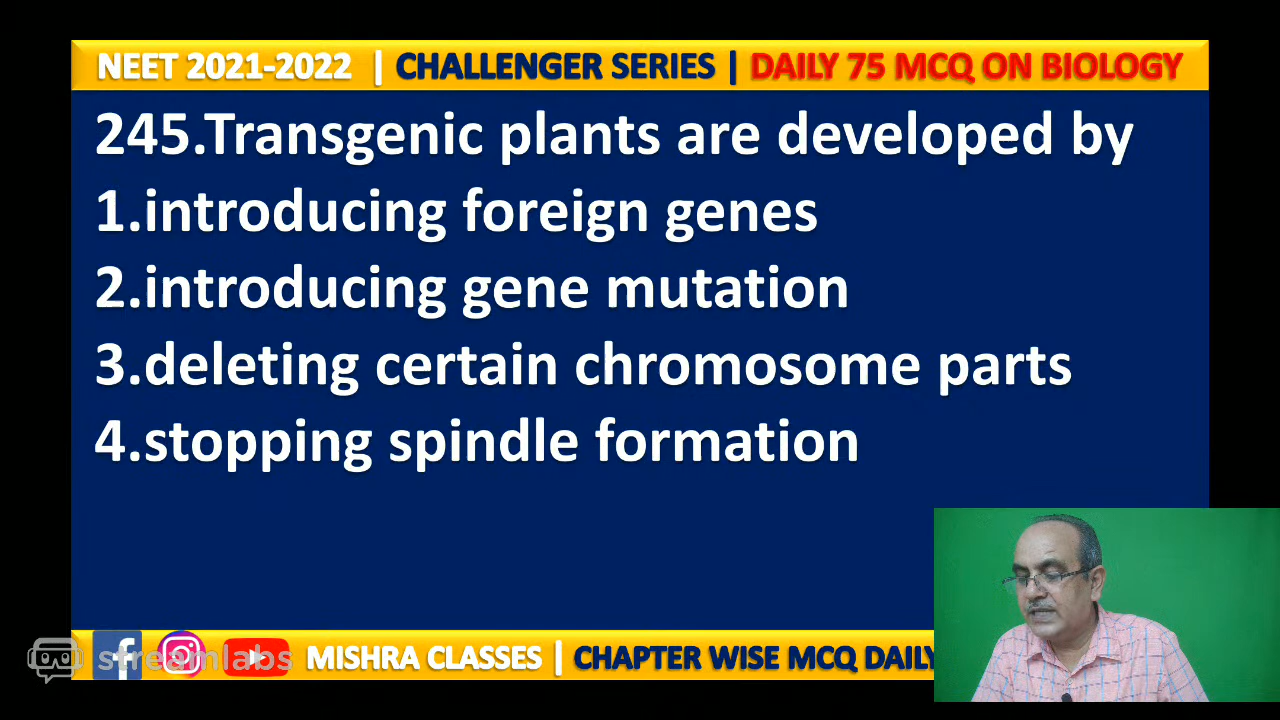 NEET 2021-2022 | CHALLENGER SERIES | DAILY 75 MCQ ON BIOLOGY
245.Transgenic plants are developed by
1.introducing foreign genes
2.introducing gene mutation
3.deleting certain chromosome parts
4.stopping spindle formation
streamlabs MISHRA CLASSES | CHAPTER WISE MCQ DAILY